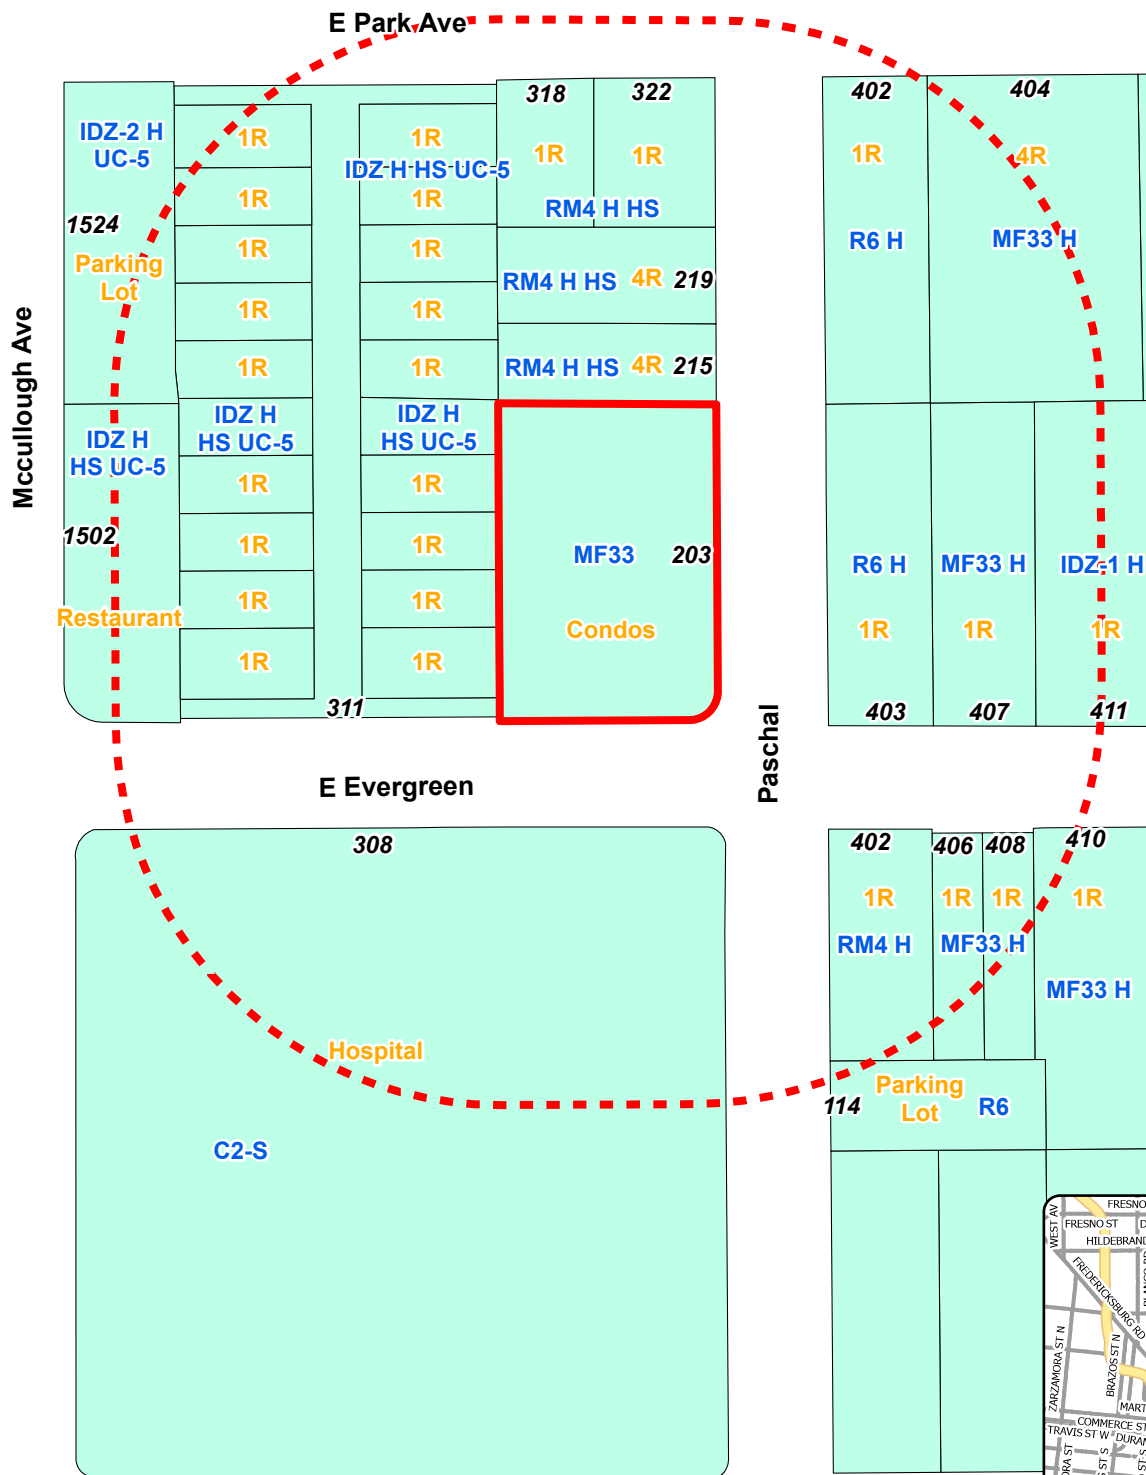 E Park Ave
318
322
402
404
IDZ-2 H
UC-5
1R
1R
1R
1R
1R
4R
IDZ H HS UC-5
1R
1R
RM4 H HS
1524
R6 H
MF33 H
1R
1R
Parking
Lot
RM4 H HS
4R
219
1R
1R
Mccullough Ave
1R
1R
RM4 H HS
4R
215
IDZ H
HS UC-5
IDZ H
HS UC-5
IDZ H
HS UC-5
1R
1R
1502
1R
1R
MF33
203
R6 H
MF33 H
IDZ-1 H
Restaurant
1R
1R
Condos
1R
1R
1R
1R
1R
311
403
407
411
Paschal
E Evergreen
308
402
406
408
410
1R
1R
1R
1R
RM4 H
MF33 H
MF33 H
Hospital
Parking
Lot
114
R6
C2-S
WEST AV
FRESNO
FRESNO ST
HILDEBRAND
FREDERICKSBURG RD
ZARZAMORA ST N
BRAZOS ST N
MART
COMMERCE ST
TRAVIS ST W
DURAN